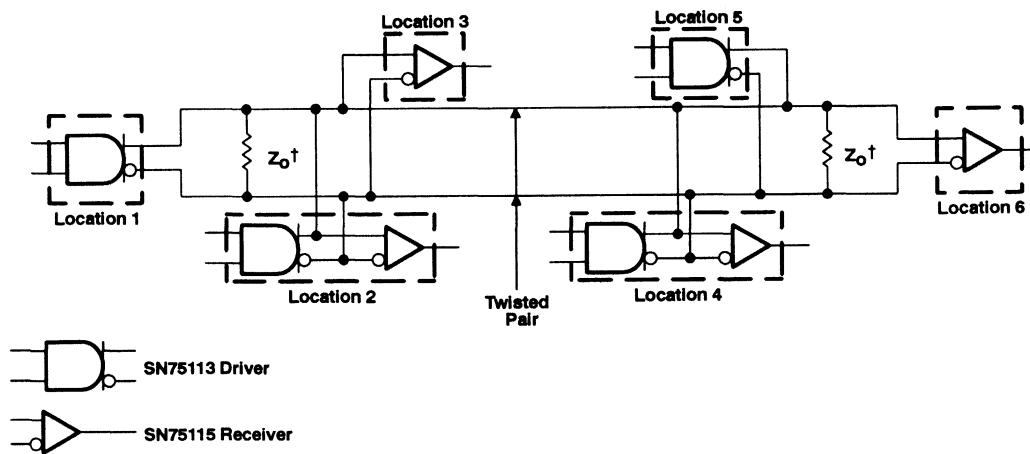 Location 3
Location 5
Zo†
Zo†
Location 1
Location 6
Location 2
Location 4
Twisted
Pair
SN75113 Driver
SN75115 Receiver